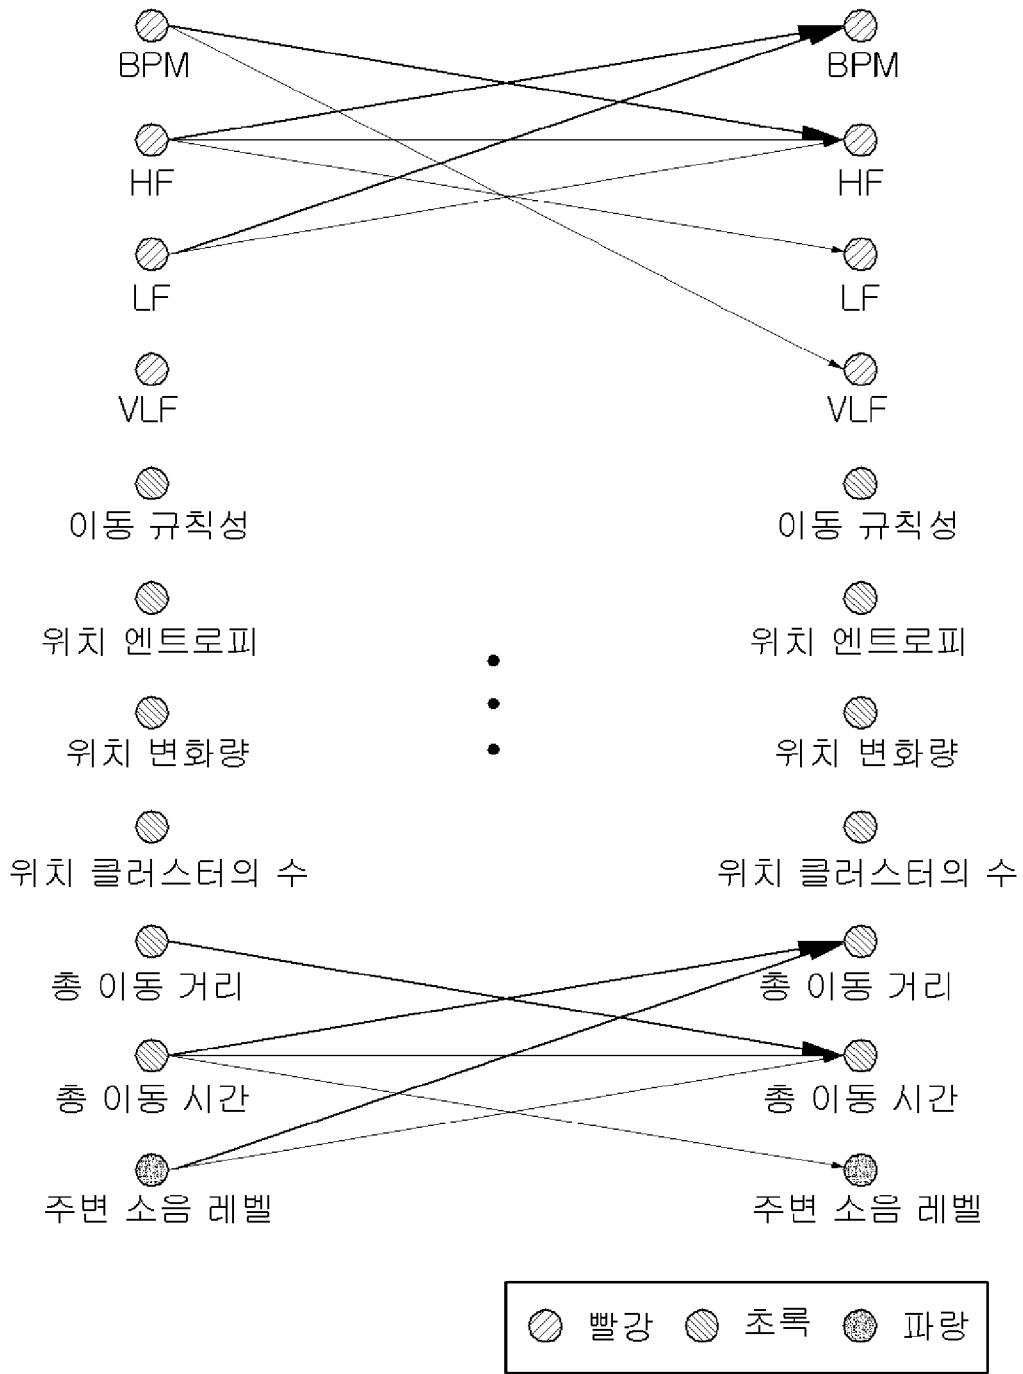 BPM BPM
HF HF
LF LF
VLF VLF
이동 규칙성 이동 규칙성
위치 엔트로피 위치 엔트로피
위치 변화량 위치 변화량
위치 클러스터의 수 위치 클러스터의 수
총 이동 거리 총 이동 거리
총 이동 시간 총 이동 시간
주변 소음 레벨 주변 소음 레벨
빨강 초록 파랑